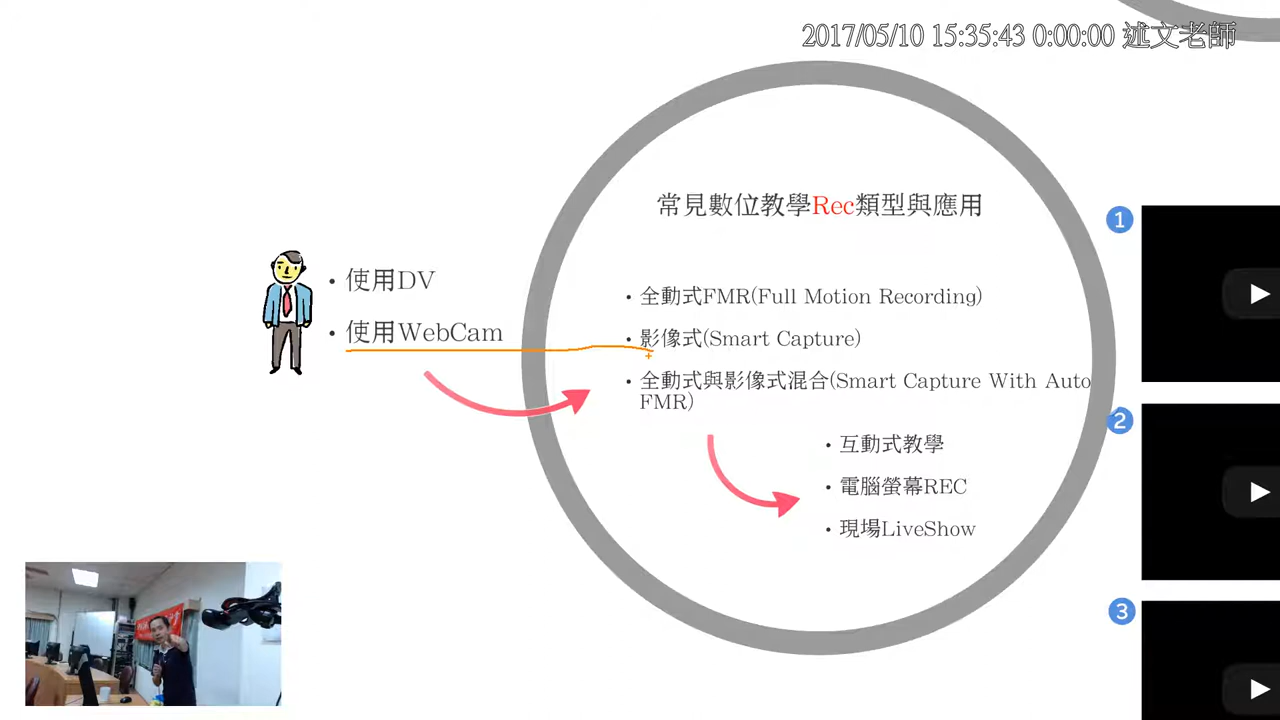 2017/05/10 15:35:43 0:00:00 述文老師
常見數位教學Rec類型與應用
• 使用DV
• 使用WebCam
• 全動式FMR(Full Motion Recording)
• 影像式(Smart Capture)
• 全動式與影像式混合(Smart Capture With Auto
FMR)
• 互動式教學
• 電腦螢幕REC
• 現場LiveShow
1
2
3